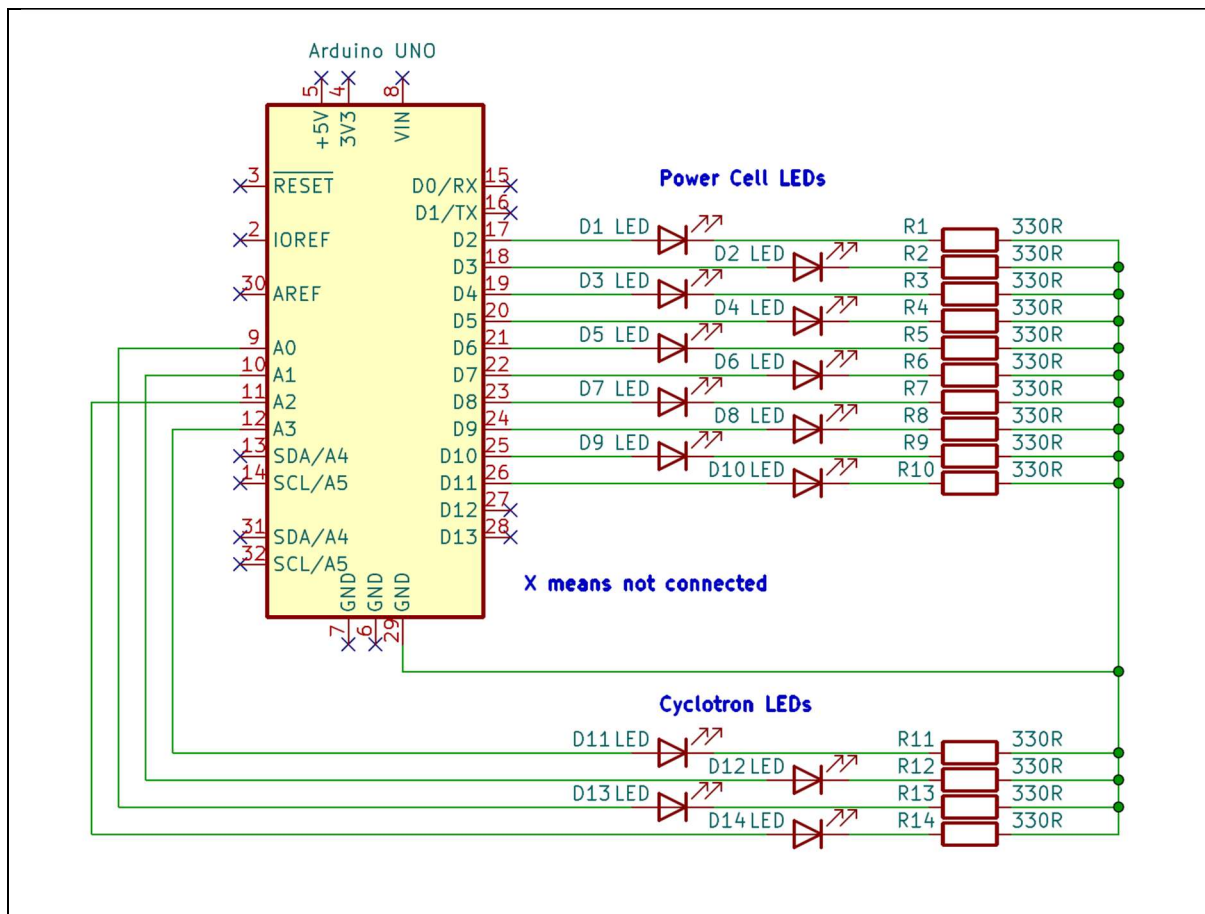 Arduino UNO
5 4 8
+5V 3V3 VIN
3 RESET D0/RX 15
D1/TX 16
2 IOREF D2 17
D3 18
30 AREF D4 19
D5 20
9 A0 D6 21
10 A1 D7 22
11 A2 D8 23
12 A3 D9 24
13 SDA/A4 D10 25
14 SCL/A5 D11 26
D12 27
31 SDA/A4 D13 28
32 SCL/A5
GND GND GND
7 6 29
Power Cell LEDs
D1 LED R1 330R
D2 LED R2 330R
D3 LED R3 330R
D4 LED R4 330R
D5 LED R5 330R
D6 LED R6 330R
D7 LED R7 330R
D8 LED R8 330R
D9 LED R9 330R
D10 LED R10 330R
X means not connected
Cyclotron LEDs
D11 LED R11 330R
D12 LED R12 330R
D13 LED R13 330R
D14 LED R14 330R